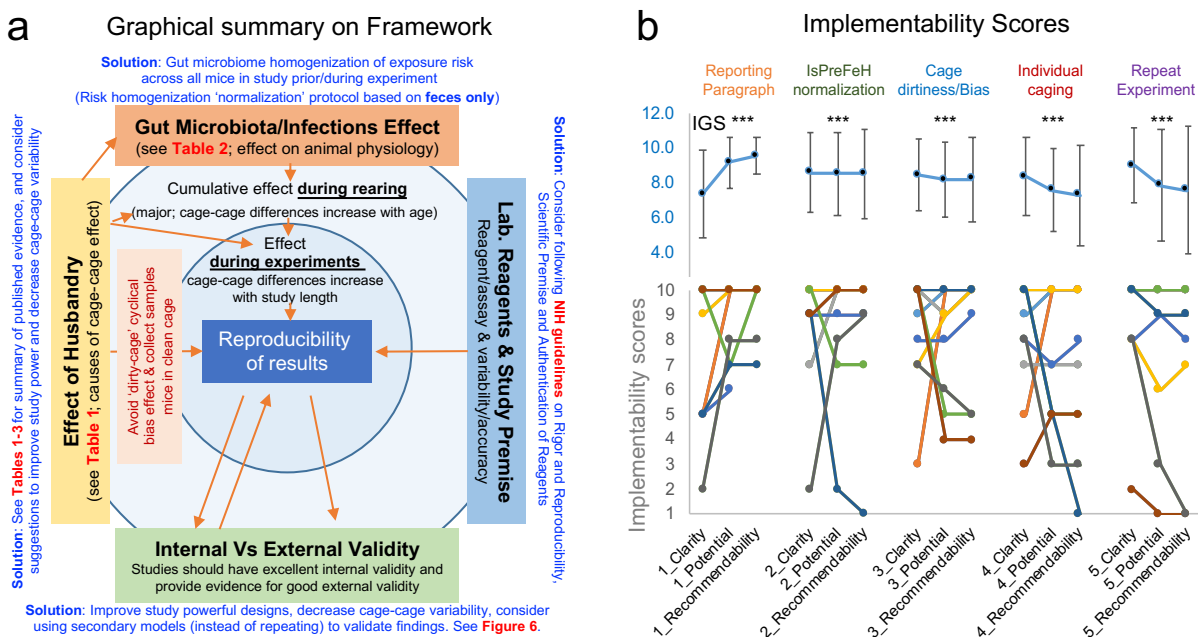 a
Graphical summary on Framework
Solution: Gut microbiome homogenization of exposure risk
across all mice in study prior/during experiment
(Risk homogenization 'normalization' protocol based on feces only)
Solution: See Tables 1-3 for summary of published evidence, and consider
suggestions to improve study power and decrease cage-cage variability
Effect of Husbandry
(see Table 1; causes of cage-cage effect)
Gut Microbiota/Infections Effect
(see Table 2; effect on animal physiology)
Cumulative effect during rearing
(major; cage-cage differences increase with age)
Effect
during experiments
cage-cage differences increase
with study length
Avoid 'dirty-cage' cyclical
bias effect & collect samples
mice in clean cage
Reproducibility
of results
Lab. Reagents & Study Premise
Reagent/assay & variability/accuracy
Solution: Consider following NIH guidelines on Rigor and Reproducibility,
Scientific Premise and Authentication of Reagents
Internal Vs External Validity
Studies should have excellent internal validity and
provide evidence for good external validity
Solution: Improve study powerful designs, decrease cage-cage variability, consider
using secondary models (instead of repeating) to validate findings. See Figure 6.
b
Implementability Scores
Reporting
Paragraph
IsPreFeH
normalization
Cage
dirtiness/Bias
Individual
caging
Repeat
Experiment
12.0
10.0
8.0
6.0
4.0
IGS
***
***
***
***
***
Implementability scores
10
9
8
7
6
5
4
3
2
1
1_Clarity
1_Potential
1_Recommendability
2_Clarity
2_Potential
2_Recommendability
3_Clarity
3_Potential
3_Recommendability
4_Clarity
4_Potential
4_Recommendability
5_Clarity
5_Potential
5_Recommendability